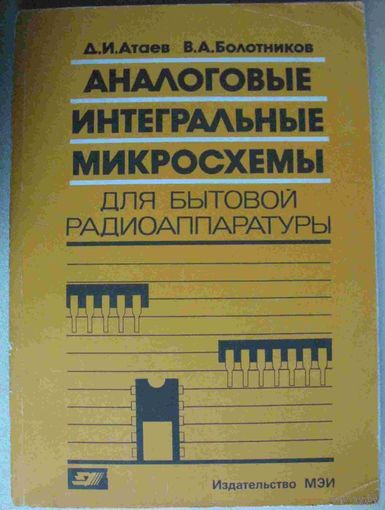 Д.И.Атаев В.А.Болотников
АНАЛОГОВЫЕ
ИНТЕГРАЛЬНЫЕ
МИКРОСХЕМЫ
ДЛЯ БЫТОВОЙ
РАДИОАППАРАТУРЫ
Издательство МЭИ